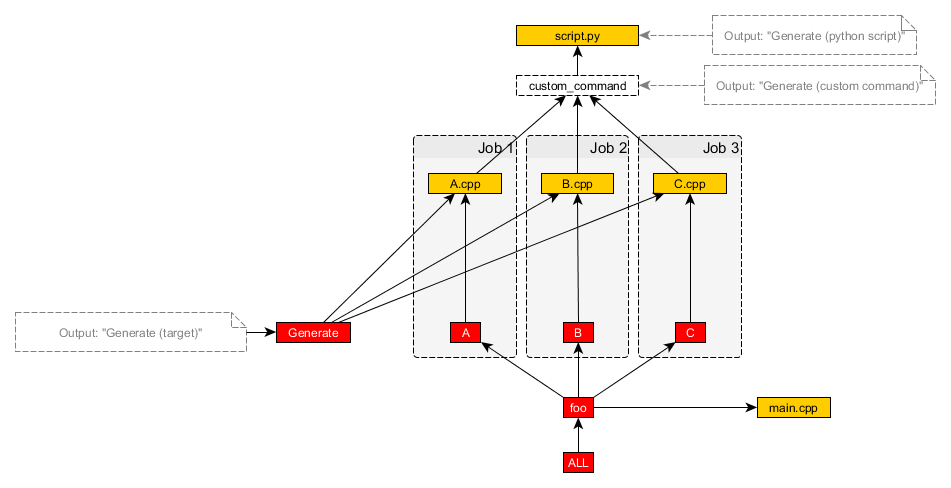 script.py
Output: "Generate (python script)"
custom_command
Output: "Generate (custom command)"
Job 1
Job 2
Job 3
A.cpp
B.cpp
C.cpp
Output: "Generate (target)"
Generate
A
B
C
foo
main.cpp
ALL